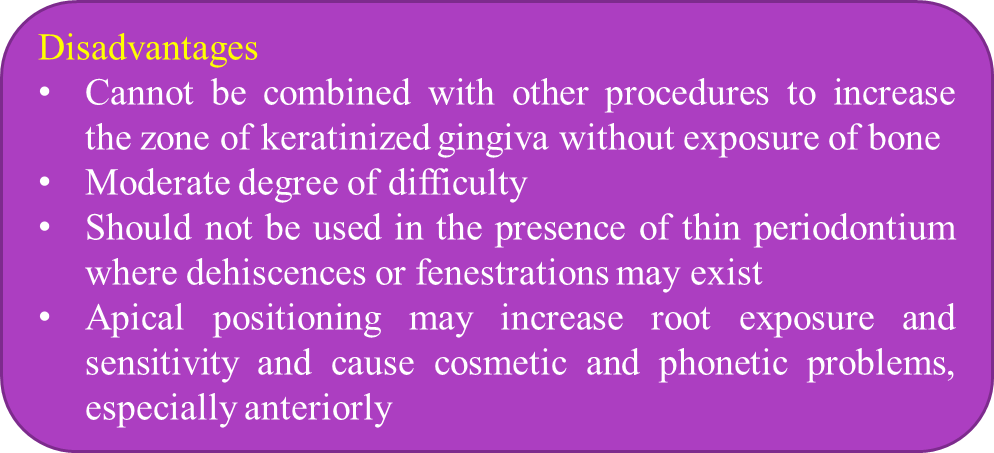 Disadvantages
• Cannot be combined with other procedures to increase
the zone of keratinized gingiva without exposure of bone
• Moderate degree of difficulty
• Should not be used in the presence of thin periodontium
where dehiscences or fenestrations may exist
• Apical positioning may increase root exposure and
sensitivity and cause cosmetic and phonetic problems,
especially anteriorly